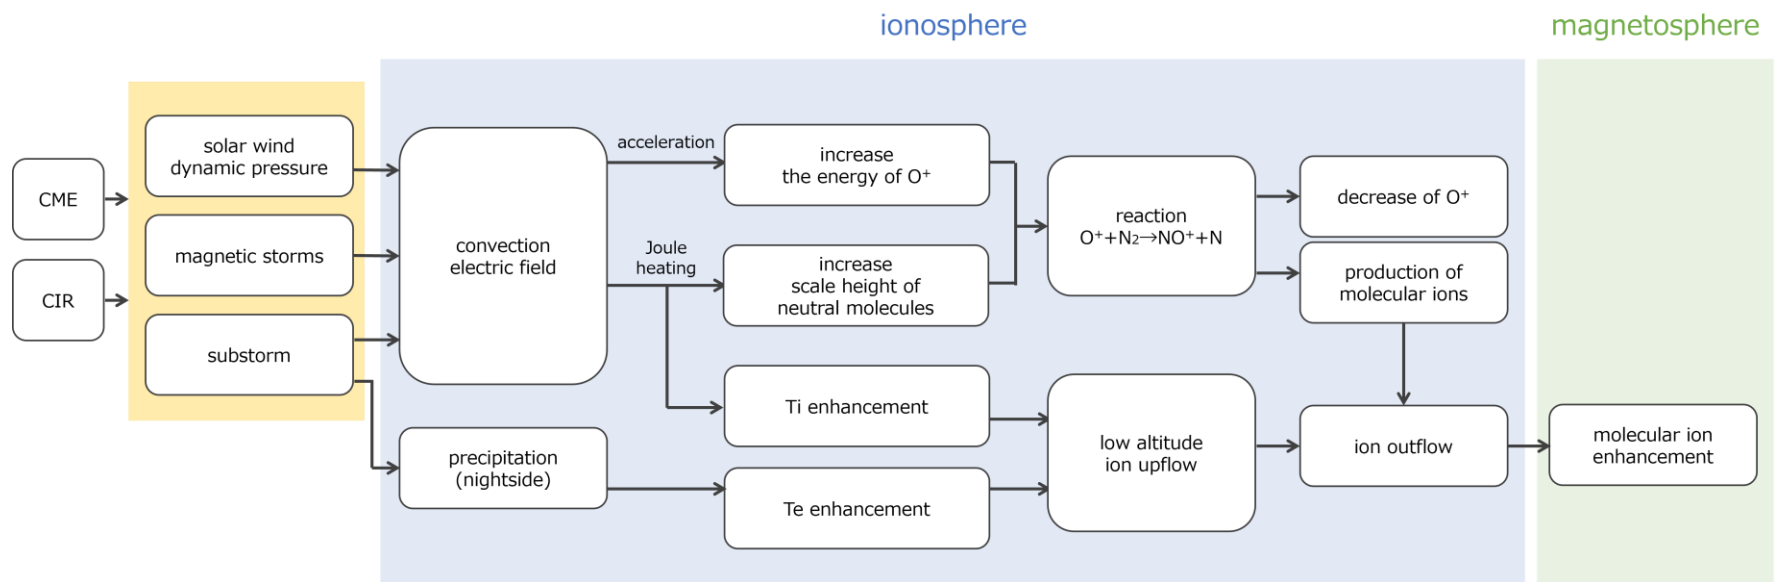 ionosphere
magnetosphere
CME
CIR
solar wind
dynamic pressure
magnetic storms
substorm
convection
electric field
precipitation
(nightside)
acceleration
Joule
heating
increase
the energy of O⁺
increase
scale height of
neutral molecules
Ti enhancement
Te enhancement
reaction
O⁺+N₂→NO⁺+N
low altitude
ion upflow
decrease of O⁺
production of
molecular ions
ion outflow
molecular ion
enhancement